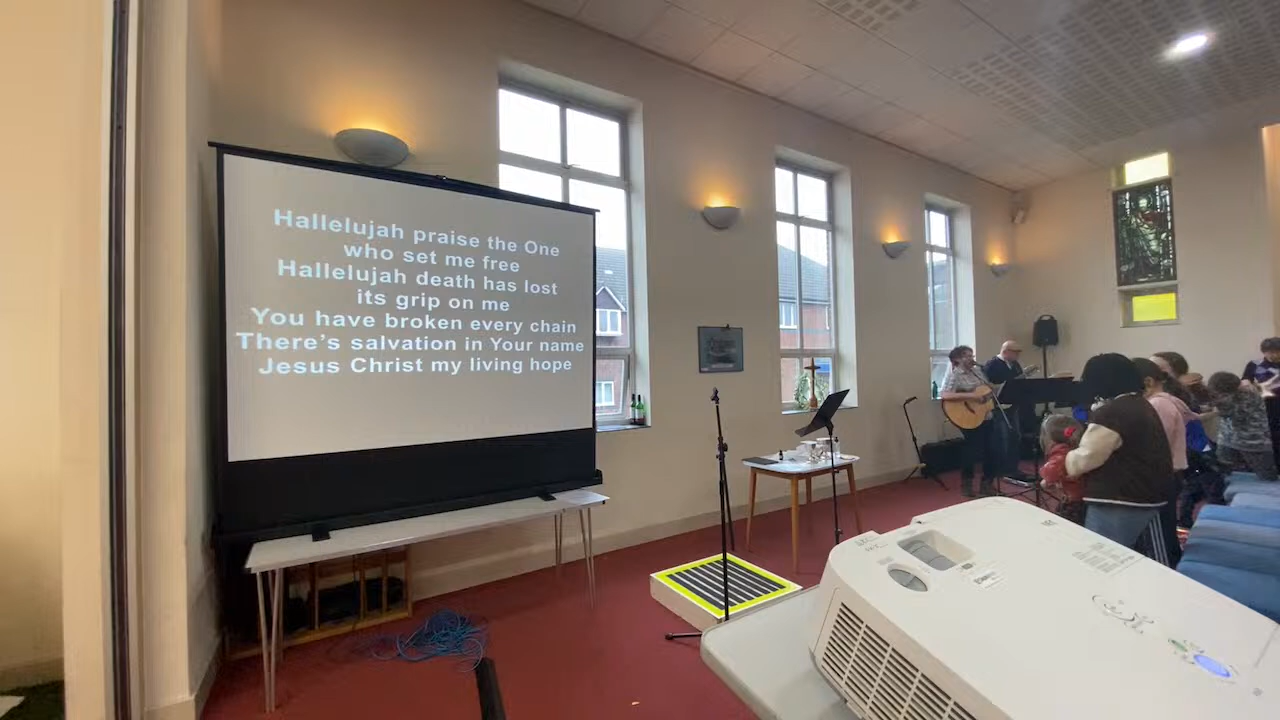 Hallelujah praise the One
who set me free
Hallelujah death has lost
its grip on me
You have broken every chain
There's salvation in Your name
Jesus Christ my living hope